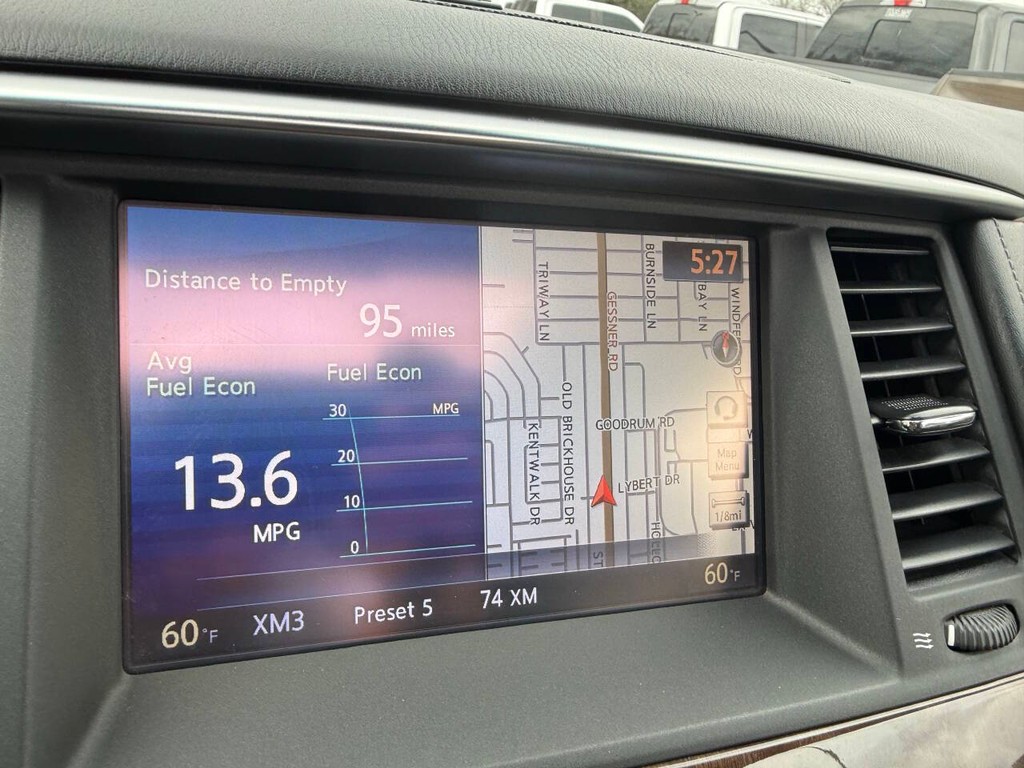 Distance to Empty
95 miles
Avg
Fuel Econ
Fuel Econ
30
MPG
20
10
0
13.6
MPG
TRIWAY LN
BURNSIDE LN
BAY LN
5:27
GESSNER RD
OLD BRICKHOUSE DR
KENTWALK DR
GOODRUM RD
LYBERT DR
Map
Menu
1/8mi
ST
60°F
XM3
Preset 5
74 XM
60°F